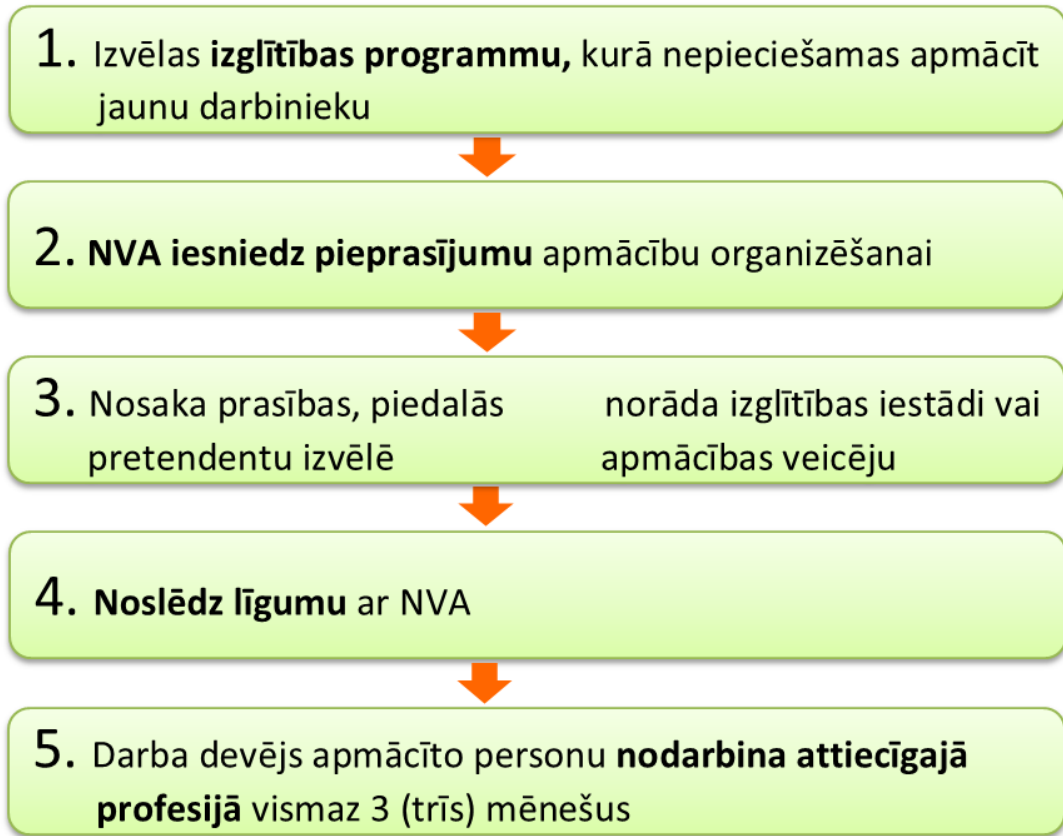 1. Izvēlas izglītības programmu, kurā nepieciešamas apmācīt
jaunu darbinieku
2. NVA iesniedz pieprasījumu apmācību organizēšanai
3. Nosaka prasības, piedalās norāda izglītības iestādi vai
pretendentu izvēlē apmācības veicēju
4. Noslēdz līgumu ar NVA
5. Darba devējs apmācīto personu nodarbina attiecīgajā
profesijā vismaz 3 (trīs) mēnešus